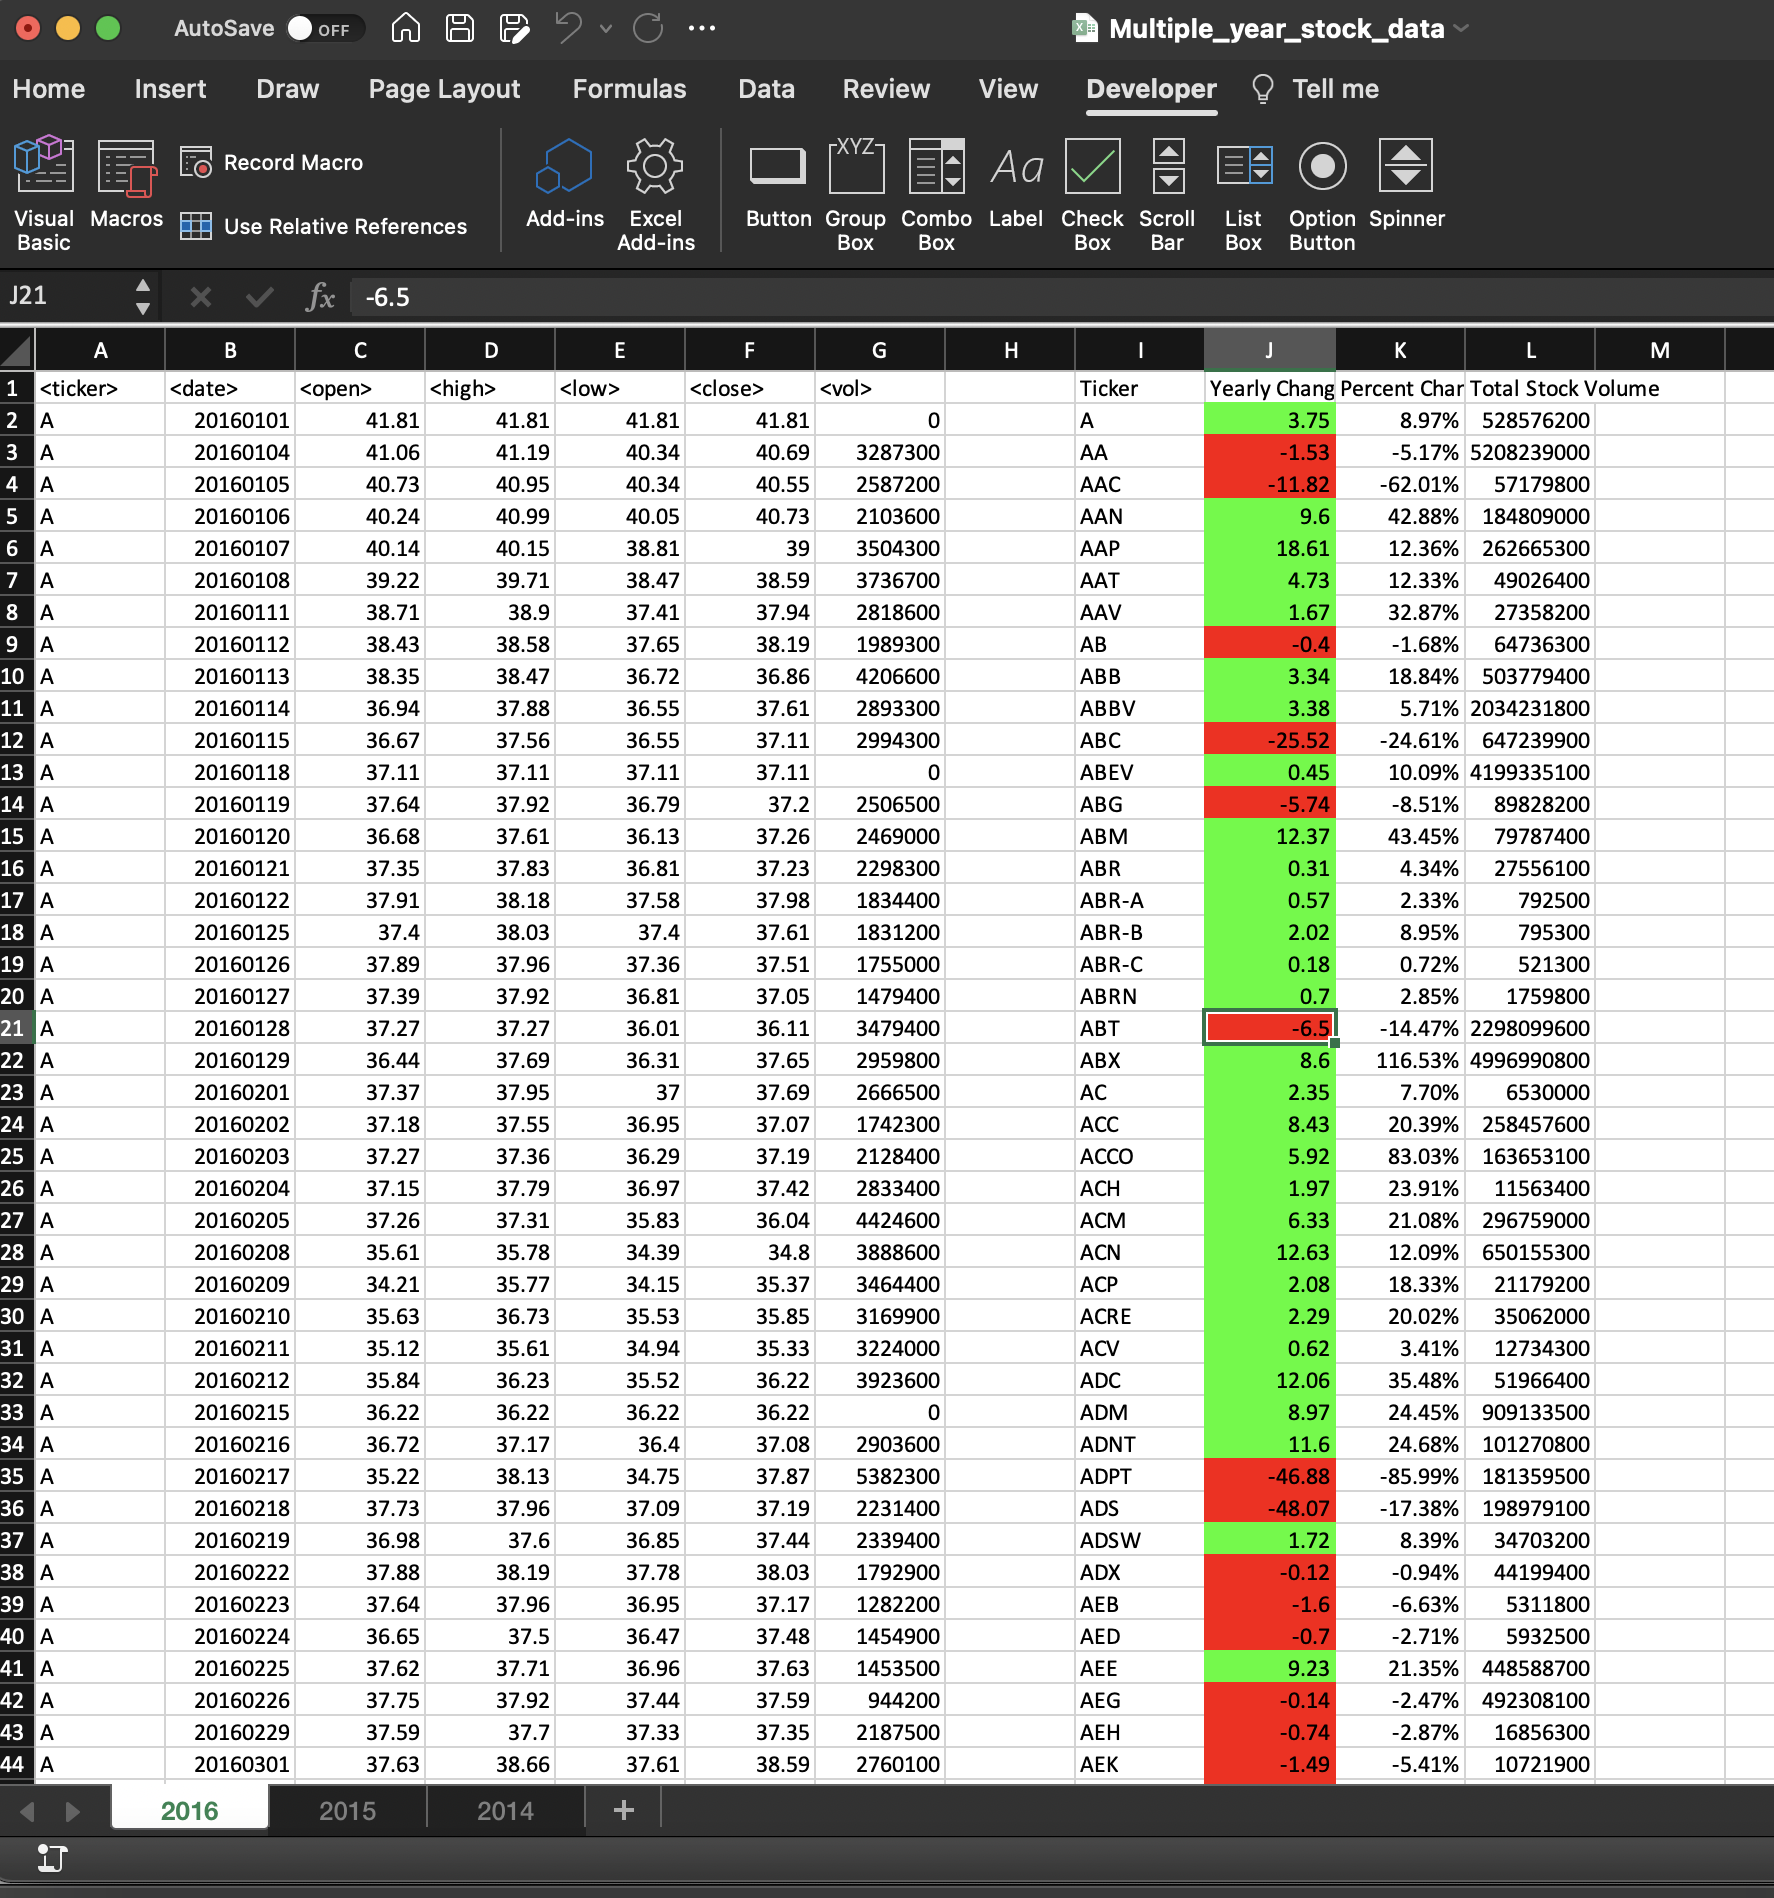 AutoSave OFF Multiple_year_stock_data
Home Insert Draw Page Layout Formulas Data Review View Developer Tell me
Visual Basic Macros Record Macro Use Relative References Add-ins Excel Add-ins Button Group Box Combo Box Label Check Box Scroll Bar List Box Option Button Spinner
XYZ Aa
J21 fx -6.5
A B C D E F G H I J K L M
1 <ticker> <date> <open> <high> <low> <close> <vol> Ticker Yearly Chang Percent Char Total Stock Volume
2 A 20160101 41.81 41.81 41.81 41.81 0 A 3.75 8.97% 528576200
3 A 20160104 41.06 41.19 40.34 40.69 3287300 AA -1.53 -5.17% 5208239000
4 A 20160105 40.73 40.95 40.34 40.55 2587200 AAC -11.82 -62.01% 57179800
5 A 20160106 40.24 40.99 40.05 40.73 2103600 AAN 9.6 42.88% 184809000
6 A 20160107 40.14 40.15 38.81 39 3504300 AAP 18.61 12.36% 262665300
7 A 20160108 39.22 39.71 38.47 38.59 3736700 AAT 4.73 12.33% 49026400
8 A 20160111 38.71 38.9 37.41 37.94 2818600 AAV 1.67 32.87% 27358200
9 A 20160112 38.43 38.58 37.65 38.19 1989300 AB -0.4 -1.68% 64736300
10 A 20160113 38.35 38.47 36.72 36.86 4206600 ABB 3.34 18.84% 503779400
11 A 20160114 36.94 37.88 36.55 37.61 2893300 ABBV 3.38 5.71% 2034231800
12 A 20160115 36.67 37.56 36.55 37.11 2994300 ABC -25.52 -24.61% 647239900
13 A 20160118 37.11 37.11 37.11 37.11 0 ABEV 0.45 10.09% 4199335100
14 A 20160119 37.64 37.92 36.79 37.2 2506500 ABG -5.74 -8.51% 89828200
15 A 20160120 36.68 37.61 36.13 37.26 2469000 ABM 12.37 43.45% 79787400
16 A 20160121 37.35 37.83 36.81 37.23 2298300 ABR 0.31 4.34% 27556100
17 A 20160122 37.91 38.18 37.58 37.98 1834400 ABR-A 0.57 2.33% 792500
18 A 20160125 37.4 38.03 37.4 37.61 1831200 ABR-B 2.02 8.95% 795300
19 A 20160126 37.89 37.96 37.36 37.51 1755000 ABR-C 0.18 0.72% 521300
20 A 20160127 37.39 37.92 36.81 37.05 1479400 ABRN 0.7 2.85% 1759800
21 A 20160128 37.27 37.27 36.01 36.11 3479400 ABT -6.5 -14.47% 2298099600
22 A 20160129 36.44 37.69 36.31 37.65 2959800 ABX 8.6 116.53% 4996990800
23 A 20160201 37.37 37.95 37 37.69 2666500 AC 2.35 7.70% 6530000
24 A 20160202 37.18 37.55 36.95 37.07 1742300 ACC 8.43 20.39% 258457600
25 A 20160203 37.27 37.36 36.29 37.19 2128400 ACCO 5.92 83.03% 163653100
26 A 20160204 37.15 37.79 36.97 37.42 2833400 ACH 1.97 23.91% 11563400
27 A 20160205 37.26 37.31 35.83 36.04 4424600 ACM 6.33 21.08% 296759000
28 A 20160208 35.61 35.78 34.39 34.8 3888600 ACN 12.63 12.09% 650155300
29 A 20160209 34.21 35.77 34.15 35.37 3464400 ACP 2.08 18.33% 21179200
30 A 20160210 35.63 36.73 35.53 35.85 3169900 ACRE 2.29 20.02% 35062000
31 A 20160211 35.12 35.61 34.94 35.33 3224000 ACV 0.62 3.41% 12734300
32 A 20160212 35.84 36.23 35.52 36.22 3923600 ADC 12.06 35.48% 51966400
33 A 20160215 36.22 36.22 36.22 36.22 0 ADM 8.97 24.45% 909133500
34 A 20160216 36.72 37.17 36.4 37.08 2903600 ADNT 11.6 24.68% 101270800
35 A 20160217 35.22 38.13 34.75 37.87 5382300 ADPT -46.88 -85.99% 181359500
36 A 20160218 37.73 37.96 37.09 37.19 2231400 ADS -48.07 -17.38% 198979100
37 A 20160219 36.98 37.6 36.85 37.44 2339400 ADSW 1.72 8.39% 34703200
38 A 20160222 37.88 38.19 37.78 38.03 1792900 ADX -0.12 -0.94% 44199400
39 A 20160223 37.64 37.96 36.95 37.17 1282200 AEB -1.6 -6.63% 5311800
40 A 20160224 36.65 37.5 36.47 37.48 1454900 AED -0.7 -2.71% 5932500
41 A 20160225 37.62 37.71 36.96 37.63 1453500 AEE 9.23 21.35% 448588700
42 A 20160226 37.75 37.92 37.44 37.59 944200 AEG -0.14 -2.47% 492308100
43 A 20160229 37.59 37.7 37.33 37.35 2187500 AEH -0.74 -2.87% 16856300
44 A 20160301 37.63 38.66 37.61 38.59 2760100 AEK -1.49 -5.41% 10721900
2016 2015 2014 +